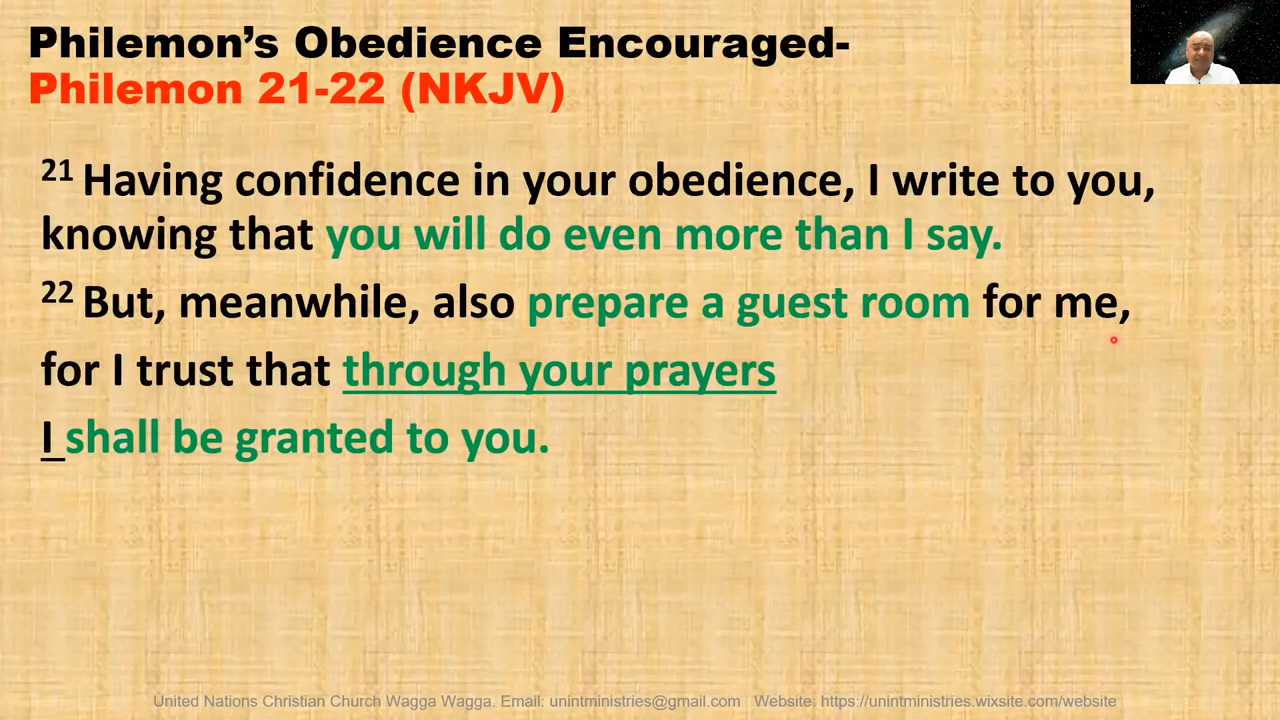 Philemon’s Obedience Encouraged-
Philemon 21-22 (NKJV)
21 Having confidence in your obedience, I write to you,
knowing that you will do even more than I say.
22 But, meanwhile, also prepare a guest room for me,
for I trust that through your prayers
I shall be granted to you.
United Nations Christian Church Wagga Wagga. Email: unintministries@gmail.com Website: https://unintministries.wixsite.com/website